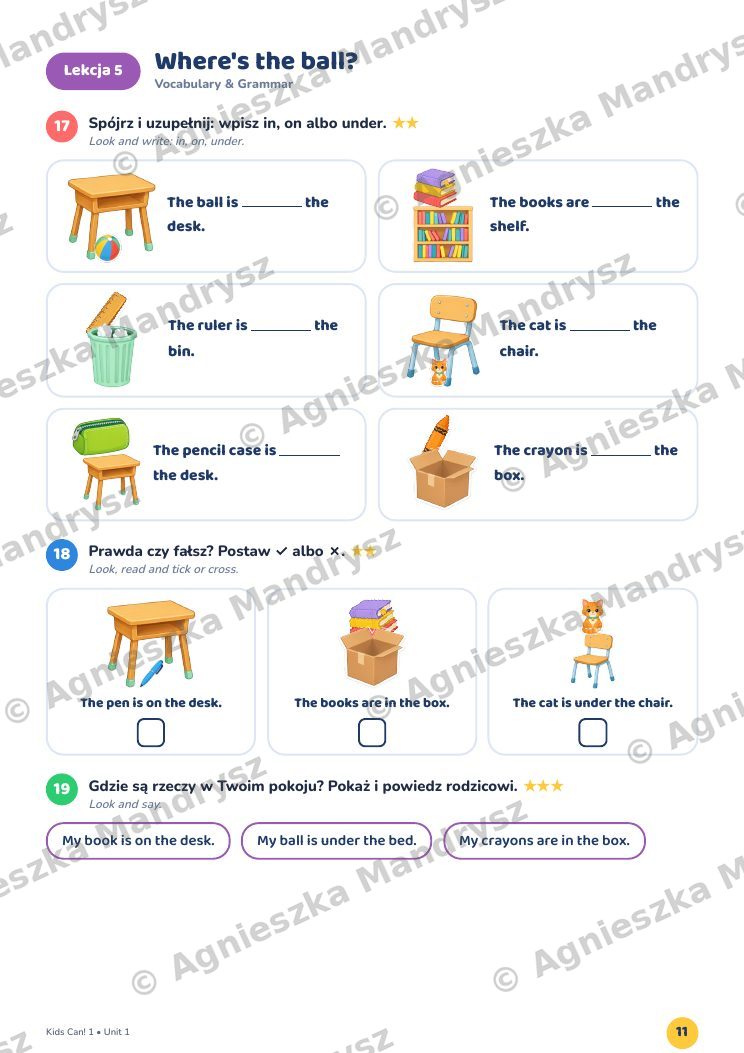 Lekcja 5
Where's the ball?
Vocabulary & Grammar
17 Spójrz i uzupełnij: wpisz in, on albo under. ★★
Look and write: in, on, under.
The ball is ________ the
desk.
The books are ________ the
shelf.
The ruler is ________ the
bin.
The cat is ________ the
chair.
The pencil case is ________
the desk.
The crayon is ________ the
box.
18 Prawda czy fałsz? Postaw ✓ albo ✕. ★★
Look, read and tick or cross.
The pen is on the desk.
The books are in the box.
The cat is under the chair.
19 Gdzie są rzeczy w Twoim pokoju? Pokaż i powiedz rodzicowi. ★★★
Look and say.
My book is on the desk.
My ball is under the bed.
My crayons are in the box.
Kids Can! 1 • Unit 1
11
© Agnieszka Mandrysz